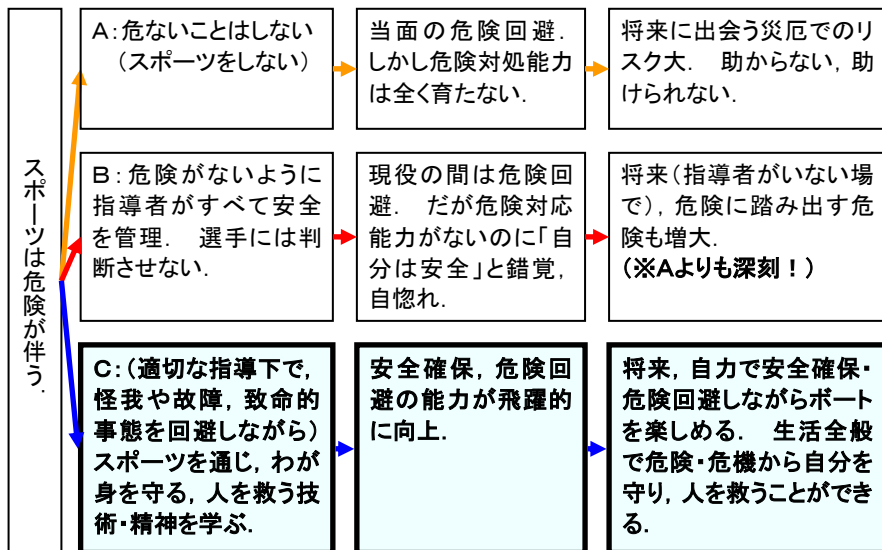 スポーツは危険が伴う.
A:危ないことはしない
(スポーツをしない)
当面の危険回避.
しかし危険対処能力
は全く育たない.
将来に出会う災厄でのリ
スク大. 助からない,助
けられない.
B:危険がないように
指導者がすべて安全
を管理. 選手には判
断させない.
現役の間は危険回
避. だが危険対応
能力がないのに「自
分は安全」と錯覚,
自惚れ.
将来(指導者がいない場
で),危険に踏み出す危
険も増大.
(※Aよりも深刻!)
C:(適切な指導下で,
怪我や故障,致命的
事態を回避しながら)
スポーツを通じ,わが
身を守る,人を救う技
術・精神を学ぶ.
安全確保,危険回
避の能力が飛躍的
に向上.
将来,自力で安全確保・
危険回避しながらボート
を楽しめる. 生活全般
で危険・危機から自分を
守り,人を救うことができ
る.